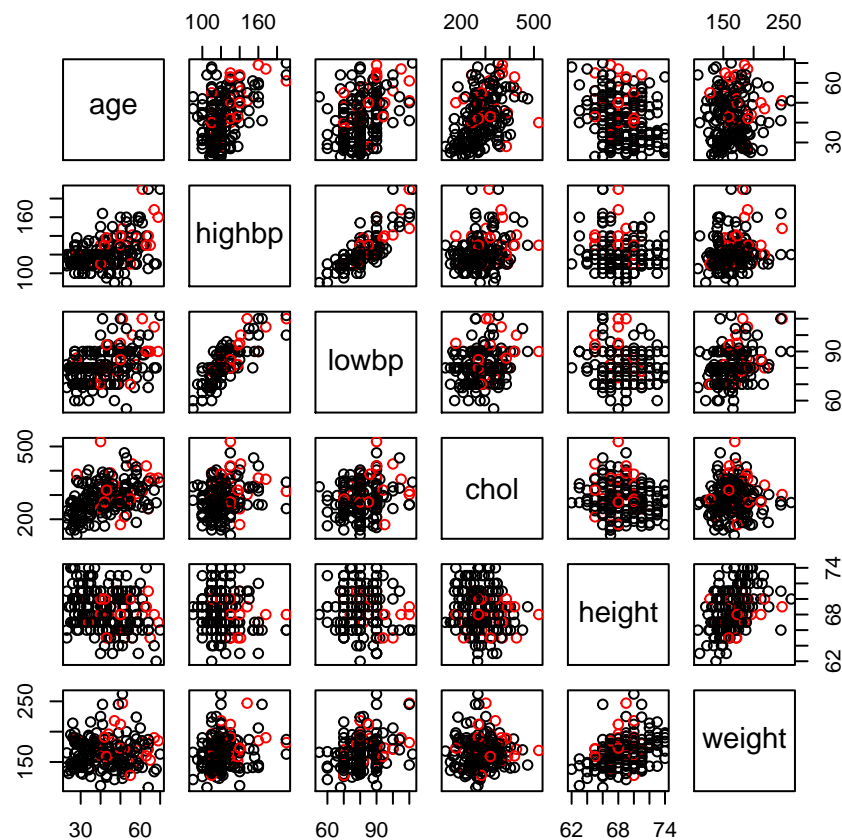 100 160 200 500 150 250
age 30 60
100 160 highbp
lowbp 60 90
200 500 chol
height 62 68 74
150 250 weight
30 60 60 90 62 68 74